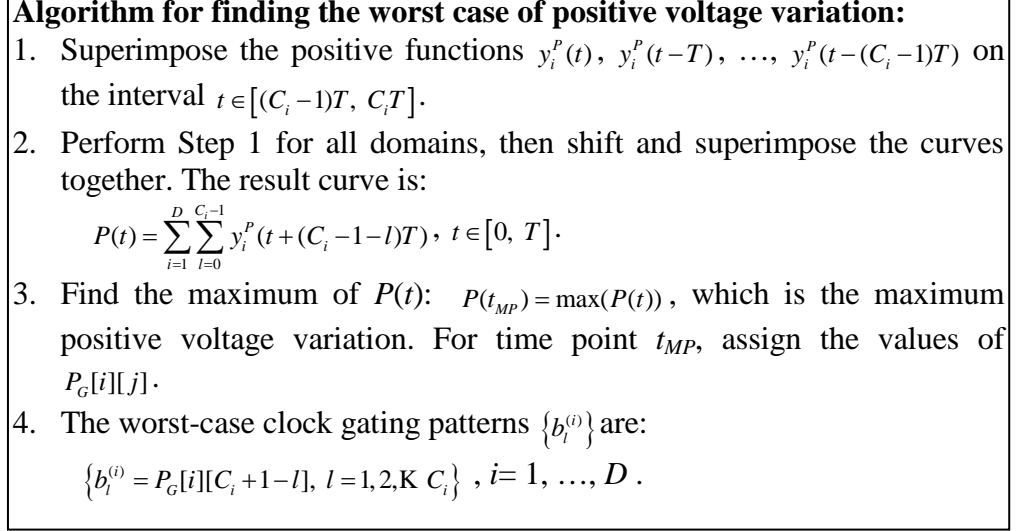 Algorithm for finding the worst case of positive voltage variation:
1. Superimpose the positive functions y_i^P(t), y_i^P(t−T), …, y_i^P(t−(C_i−1)T) on
the interval t∈[(C_i−1)T, C_iT].
2. Perform Step 1 for all domains, then shift and superimpose the curves
together. The result curve is:
P(t)=∑_{i=1}^{D}∑_{l=0}^{C_i−1} y_i^P(t+(C_i−1−l)T), t∈[0, T].
3. Find the maximum of P(t): P(t_{MP})=max(P(t)), which is the maximum
positive voltage variation. For time point t_{MP}, assign the values of
P_G[i][j].
4. The worst-case clock gating patterns {b_l^{(i)}} are:
{b_l^{(i)}=P_G[i][C_i+1−l], l=1,2,K C_i} , i= 1, …, D .